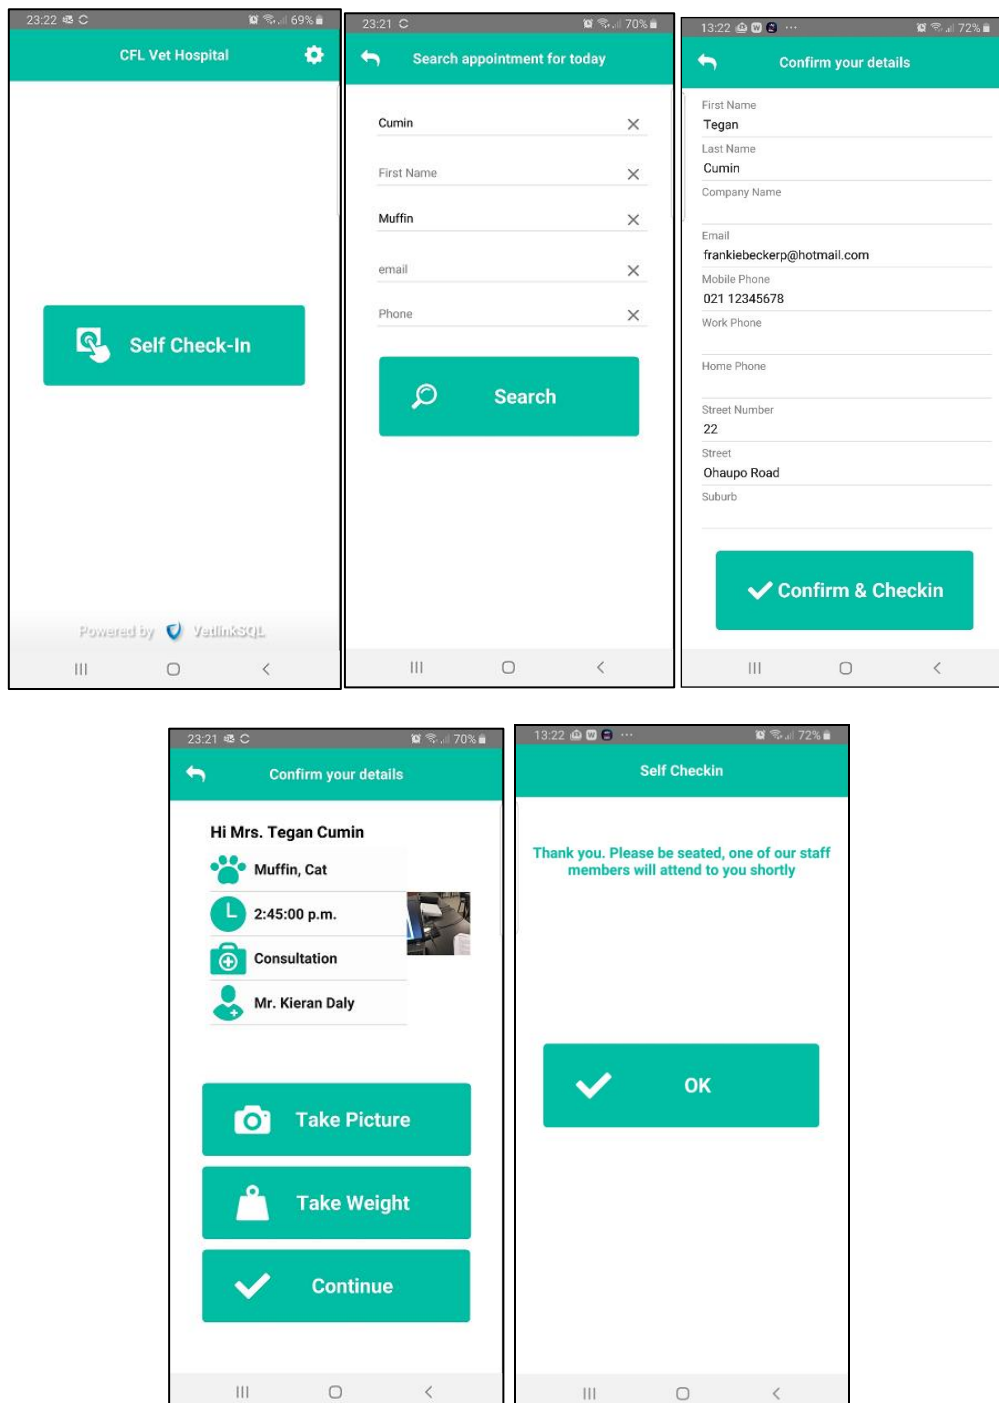 23:22
69%
CFL Vet Hospital
Self Check-In
Powered by VetlinkSQL
23:21
70%
Search appointment for today
Cumin
First Name
Muffin
email
Phone
Search
13:22
72%
Confirm your details
First Name
Tegan
Last Name
Cumin
Company Name
Email
frankiebeckerp@hotmail.com
Mobile Phone
021 12345678
Work Phone
Home Phone
Street Number
22
Street
Ohaupo Road
Suburb
Confirm & Checkin
23:21
70%
Confirm your details
Hi Mrs. Tegan Cumin
Muffin, Cat
2:45:00 p.m.
Consultation
Mr. Kieran Daly
Take Picture
Take Weight
Continue
13:22
72%
Self Checkin
Thank you. Please be seated, one of our staff
members will attend to you shortly
OK